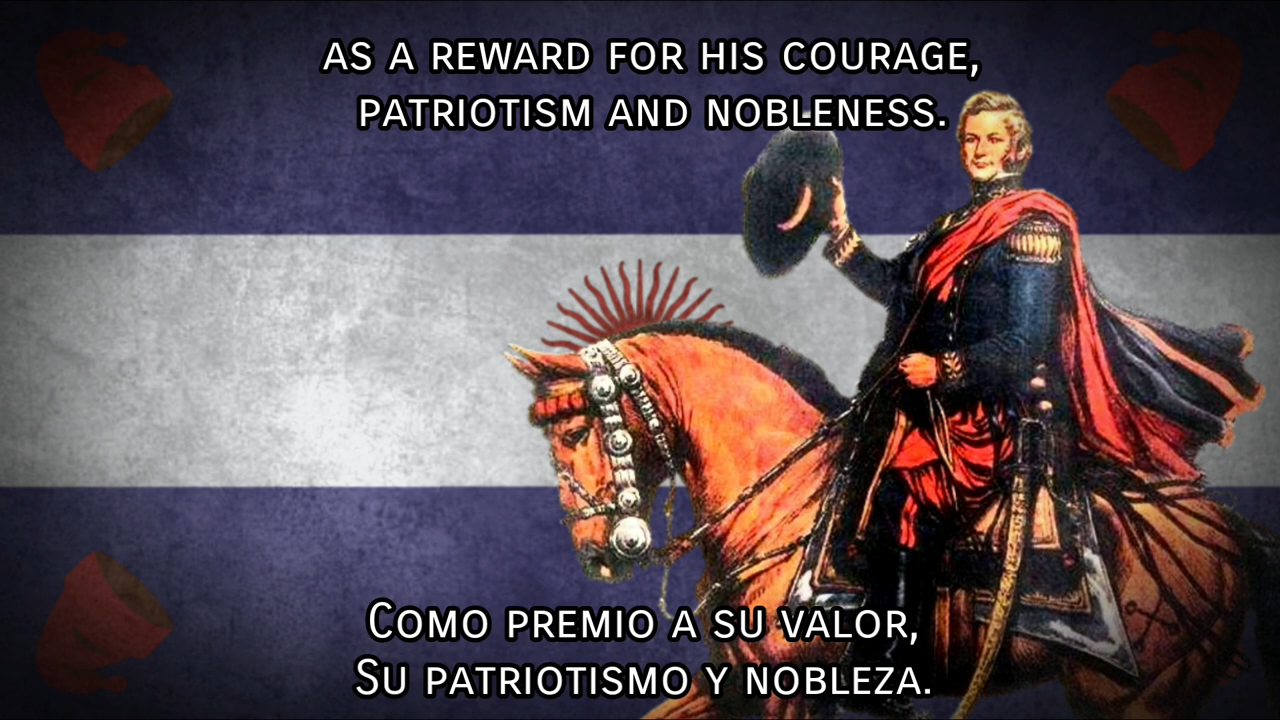 AS A REWARD FOR HIS COURAGE,
PATRIOTISM AND NOBLENESS.
COMO PREMIO A SU VALOR,
SU PATRIOTISMO Y NOBLEZA.